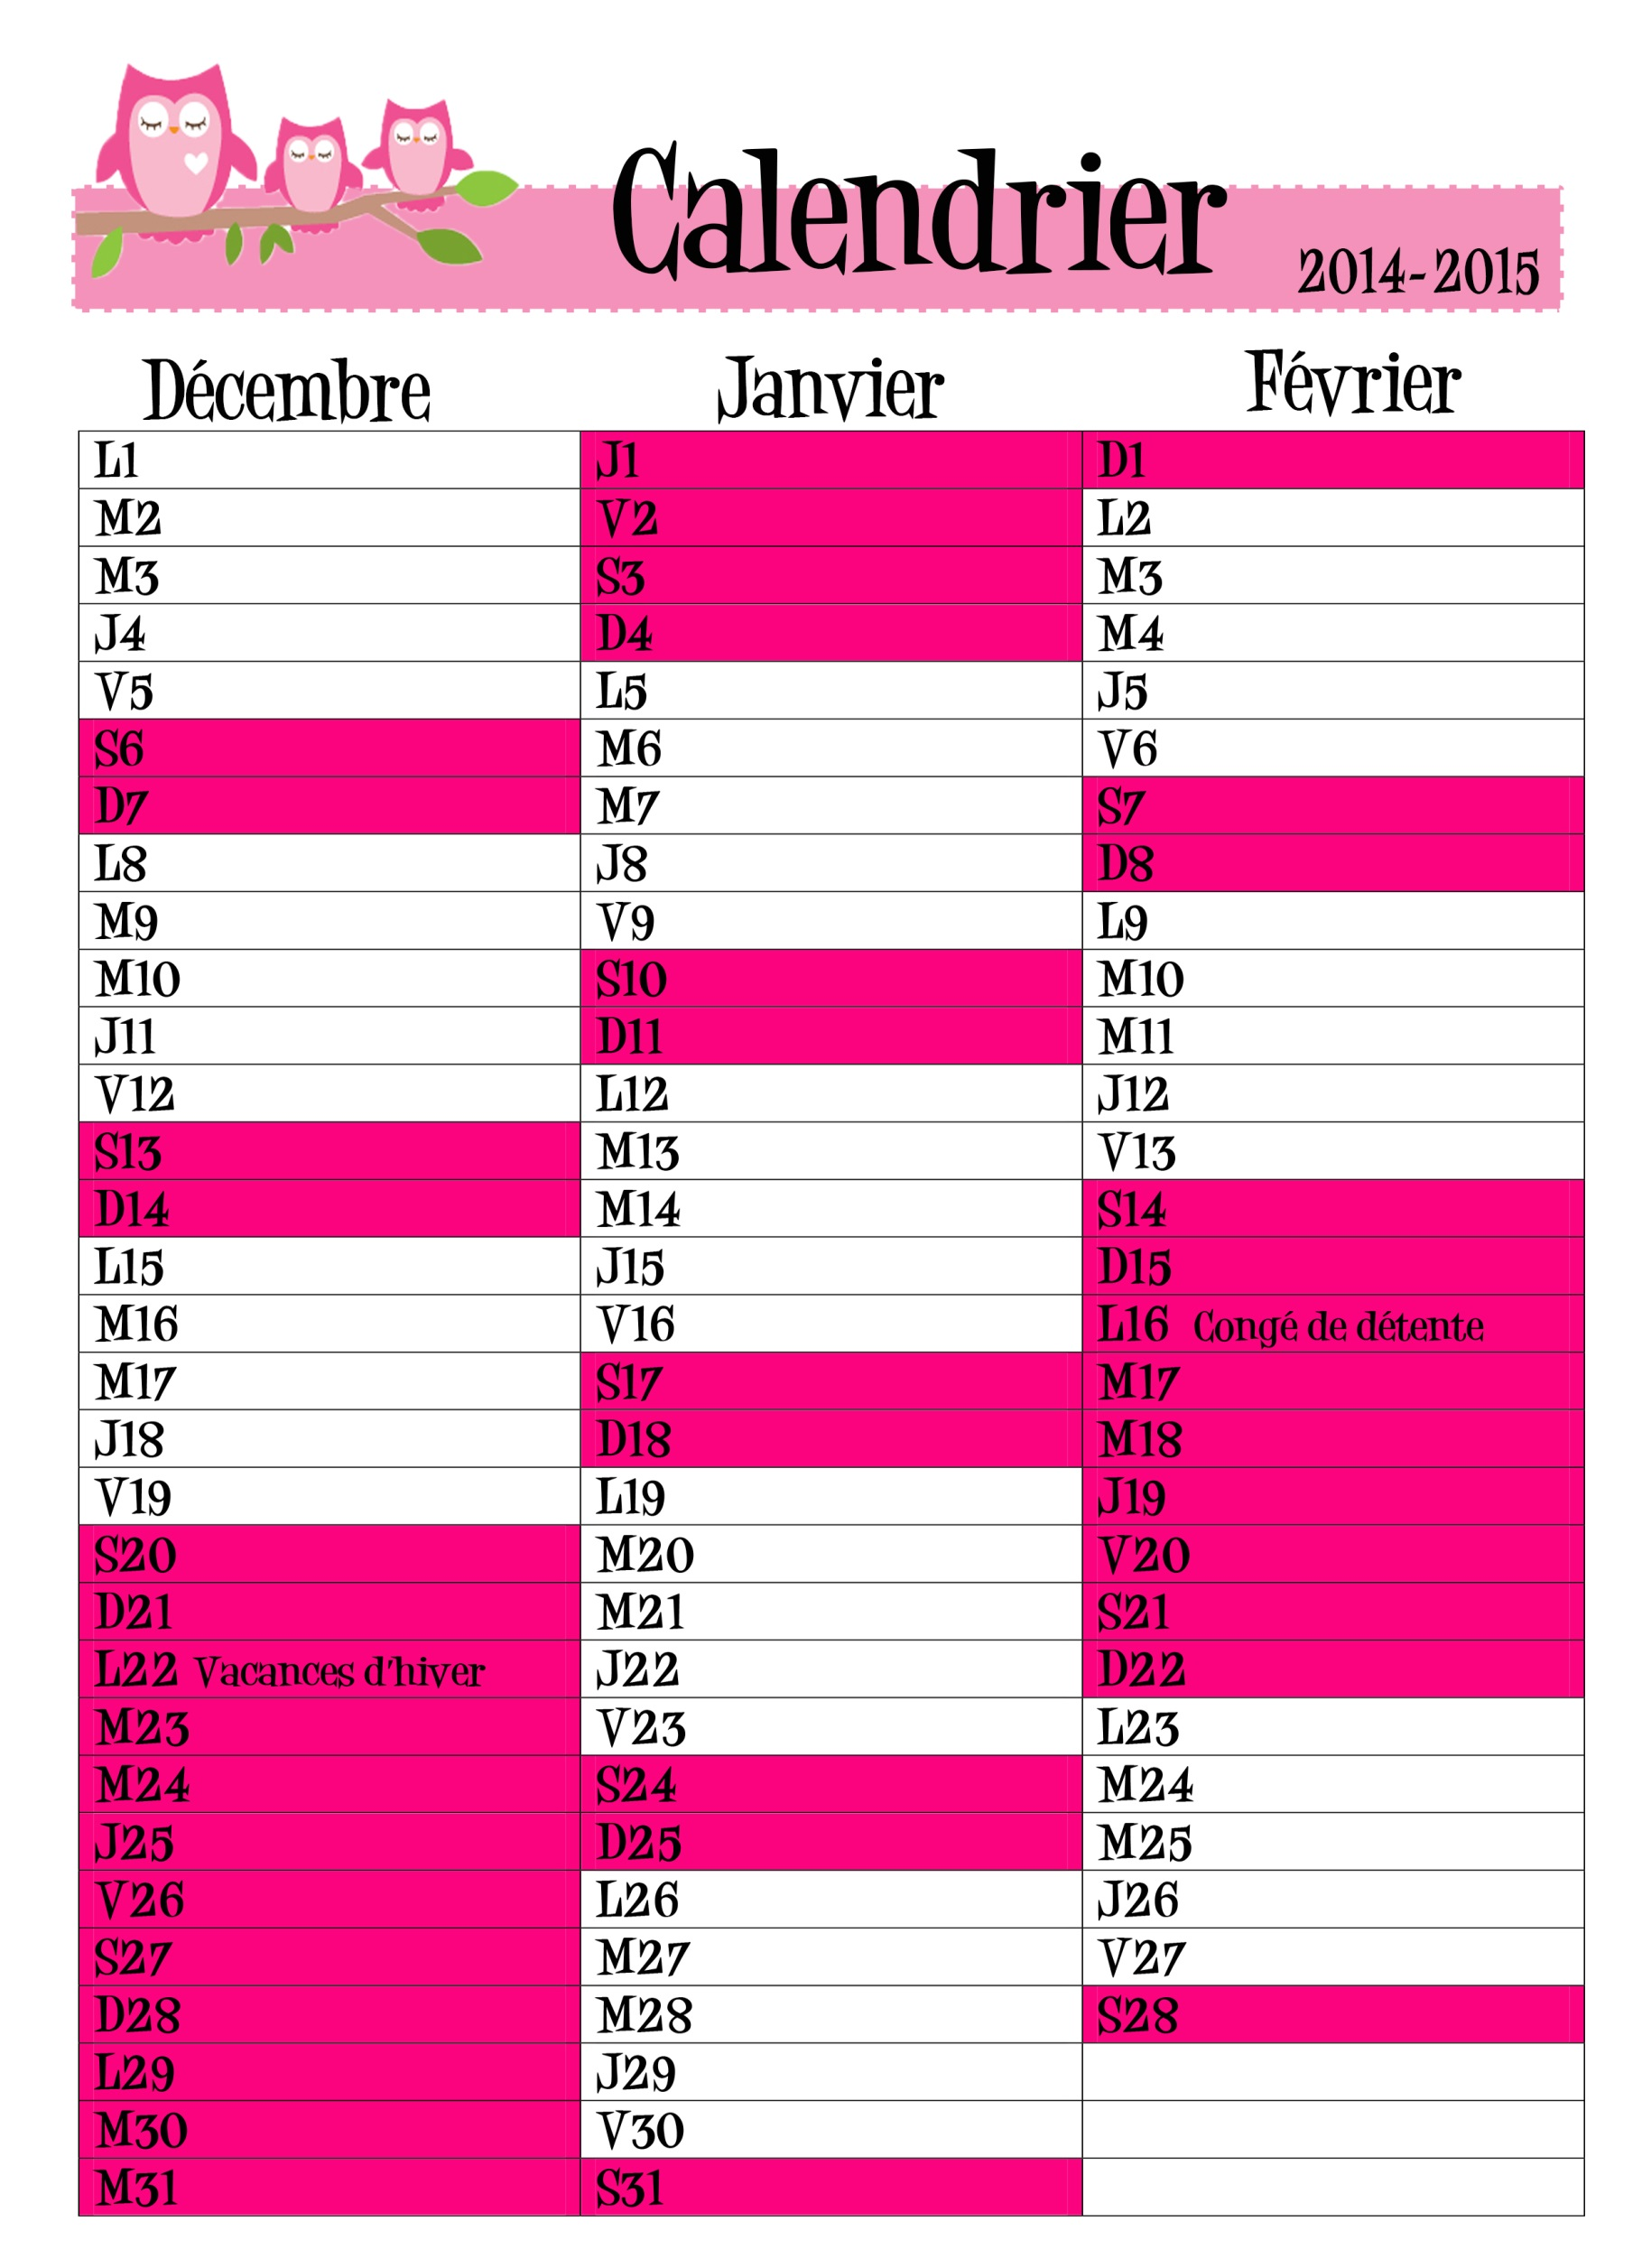 Calendrier
2014-2015
Décembre Janvier Février
L1 J1 D1
M2 V2 L2
M3 S3 M3
J4 D4 M4
V5 L5 J5
S6 M6 V6
D7 M7 S7
L8 J8 D8
M9 V9 L9
M10 S10 M10
J11 D11 M11
V12 L12 J12
S13 M13 V13
D14 M14 S14
L15 J15 D15
M16 V16 L16 Congé de détente
M17 S17 M17
J18 D18 M18
V19 L19 J19
S20 M20 V20
D21 M21 S21
L22 Vacances d'hiver J22 D22
M23 V23 L23
M24 S24 M24
J25 D25 M25
V26 L26 J26
S27 M27 V27
D28 M28 S28
L29 J29
M30 V30
M31 S31